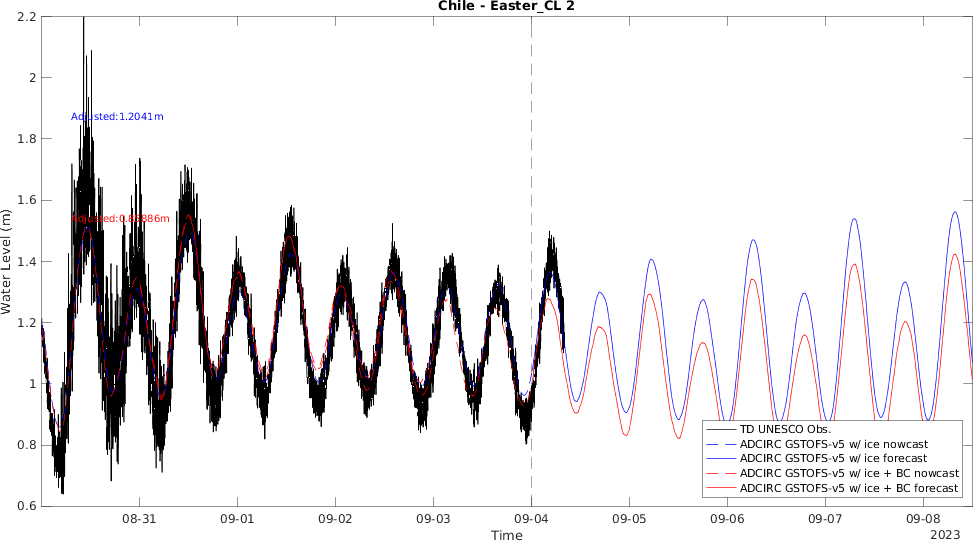 Chile - Easter_CL 2
2.2
2
1.8
1.6
1.4
1.2
1
0.8
0.6
Water Level (m)
Adjusted:1.2041m
TD UNESCO Obs.
ADCIRC GSTOFS-v5 w/ ice nowcast
ADCIRC GSTOFS-v5 w/ ice forecast
ADCIRC GSTOFS-v5 w/ ice + BC nowcast
ADCIRC GSTOFS-v5 w/ ice + BC forecast
08-31 09-01 09-02 09-03 09-04 09-05 09-06 09-07 09-08
Time
2023